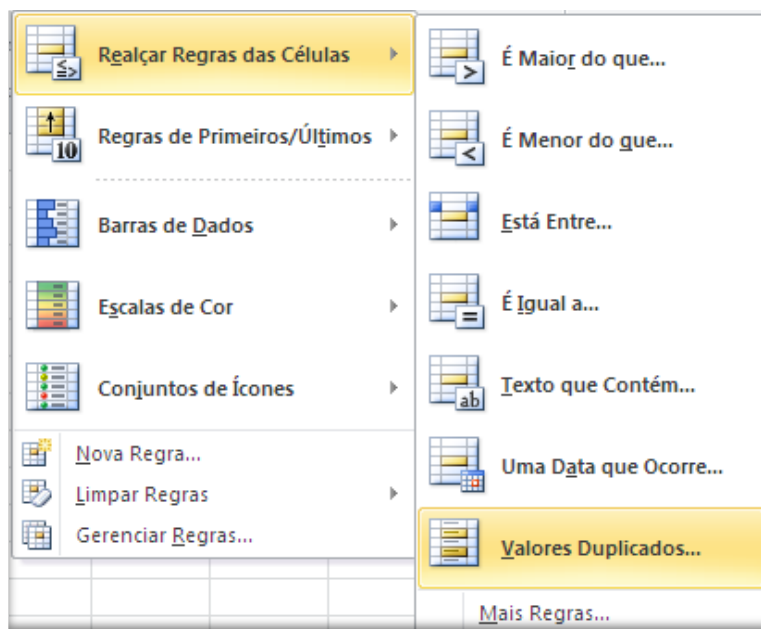 Realçar Regras das Células
Regras de Primeiros/Últimos
10
Barras de Dados
Escalas de Cor
Conjuntos de Ícones
Nova Regra...
Limpar Regras
Gerenciar Regras...
É Maior do que...
>
É Menor do que...
<
Está Entre...
É Igual a...
=
Texto que Contém...
ab
Uma Data que Ocorre...
Valores Duplicados...
Mais Regras...